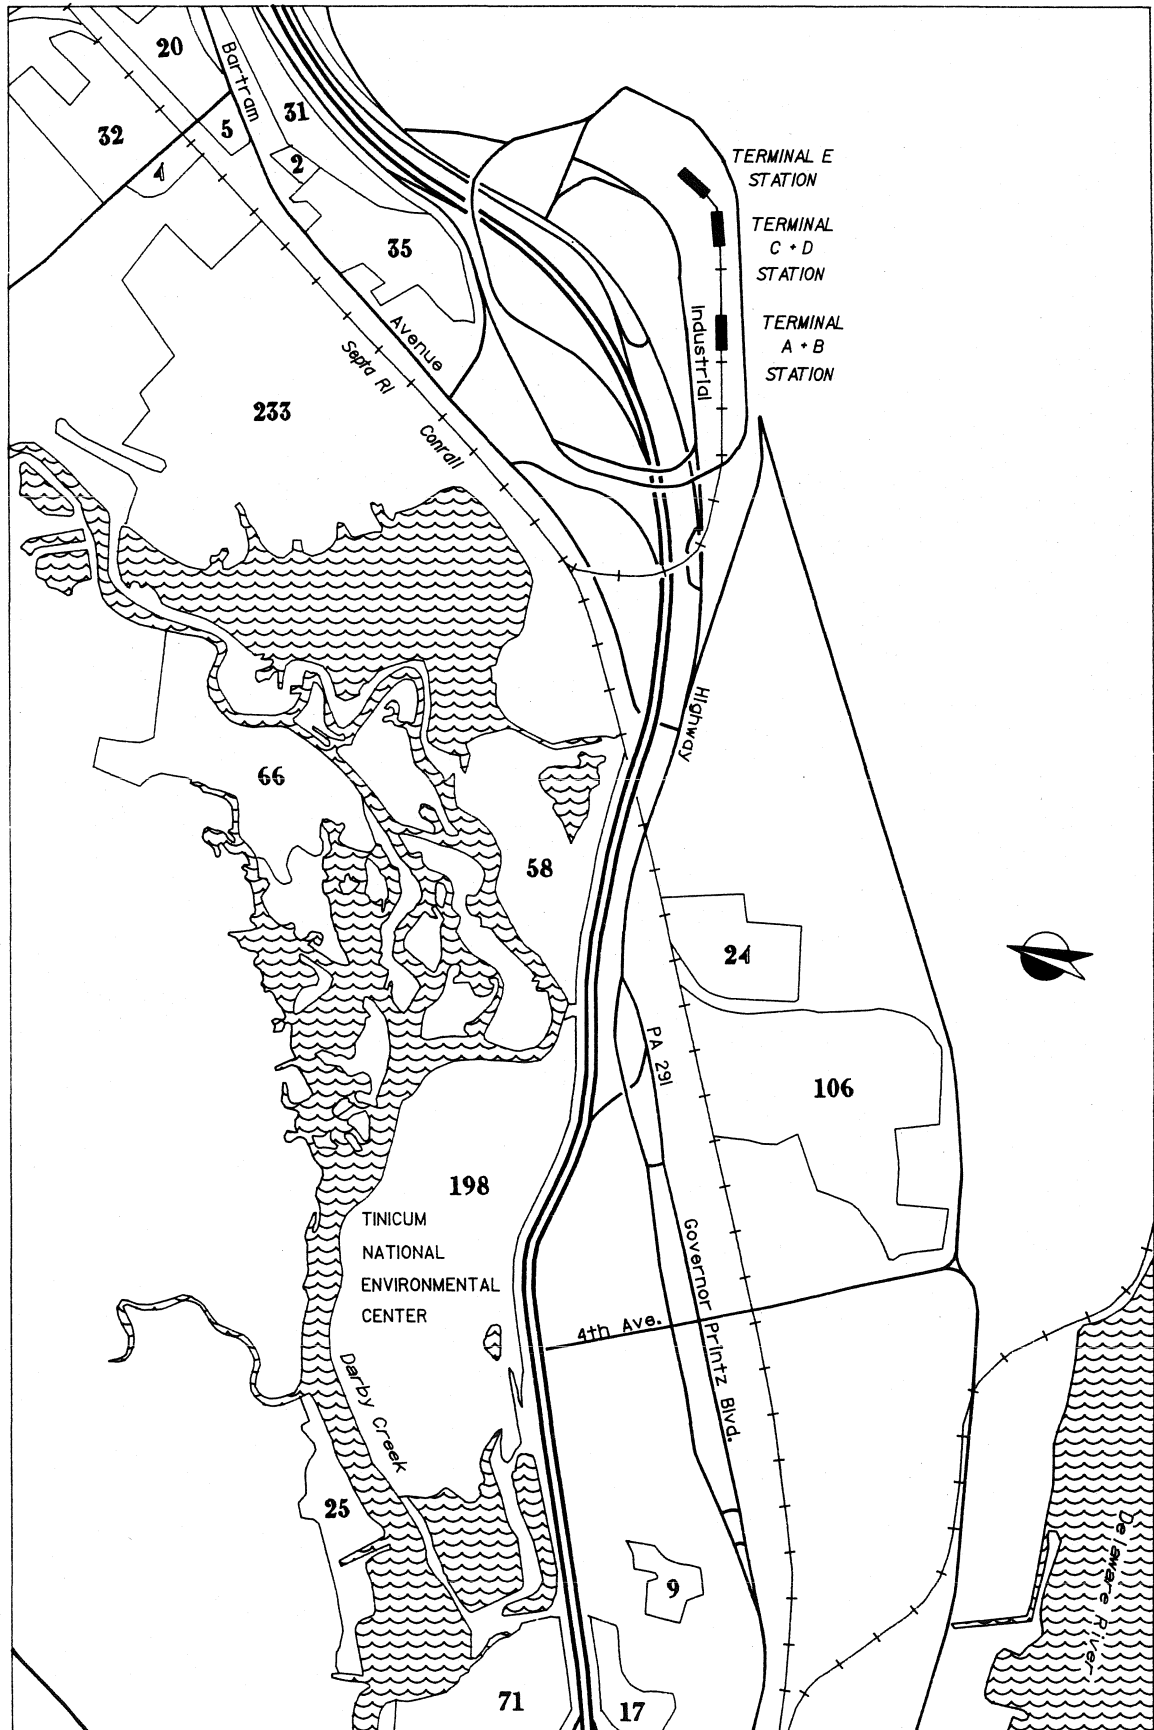 20
Bartram
31
32
5
4
2
TERMINAL E
STATION
35
TERMINAL
C + D
STATION
Avenue
Septa R1
Industrial
TERMINAL
A + B
STATION
233
Conrail
Highway
66
58
24
PA 291
106
198
TINICUM
NATIONAL
ENVIRONMENTAL
CENTER
Governor Printz Blvd.
4th Ave.
Darby Creek
25
Delaware River
9
71
17